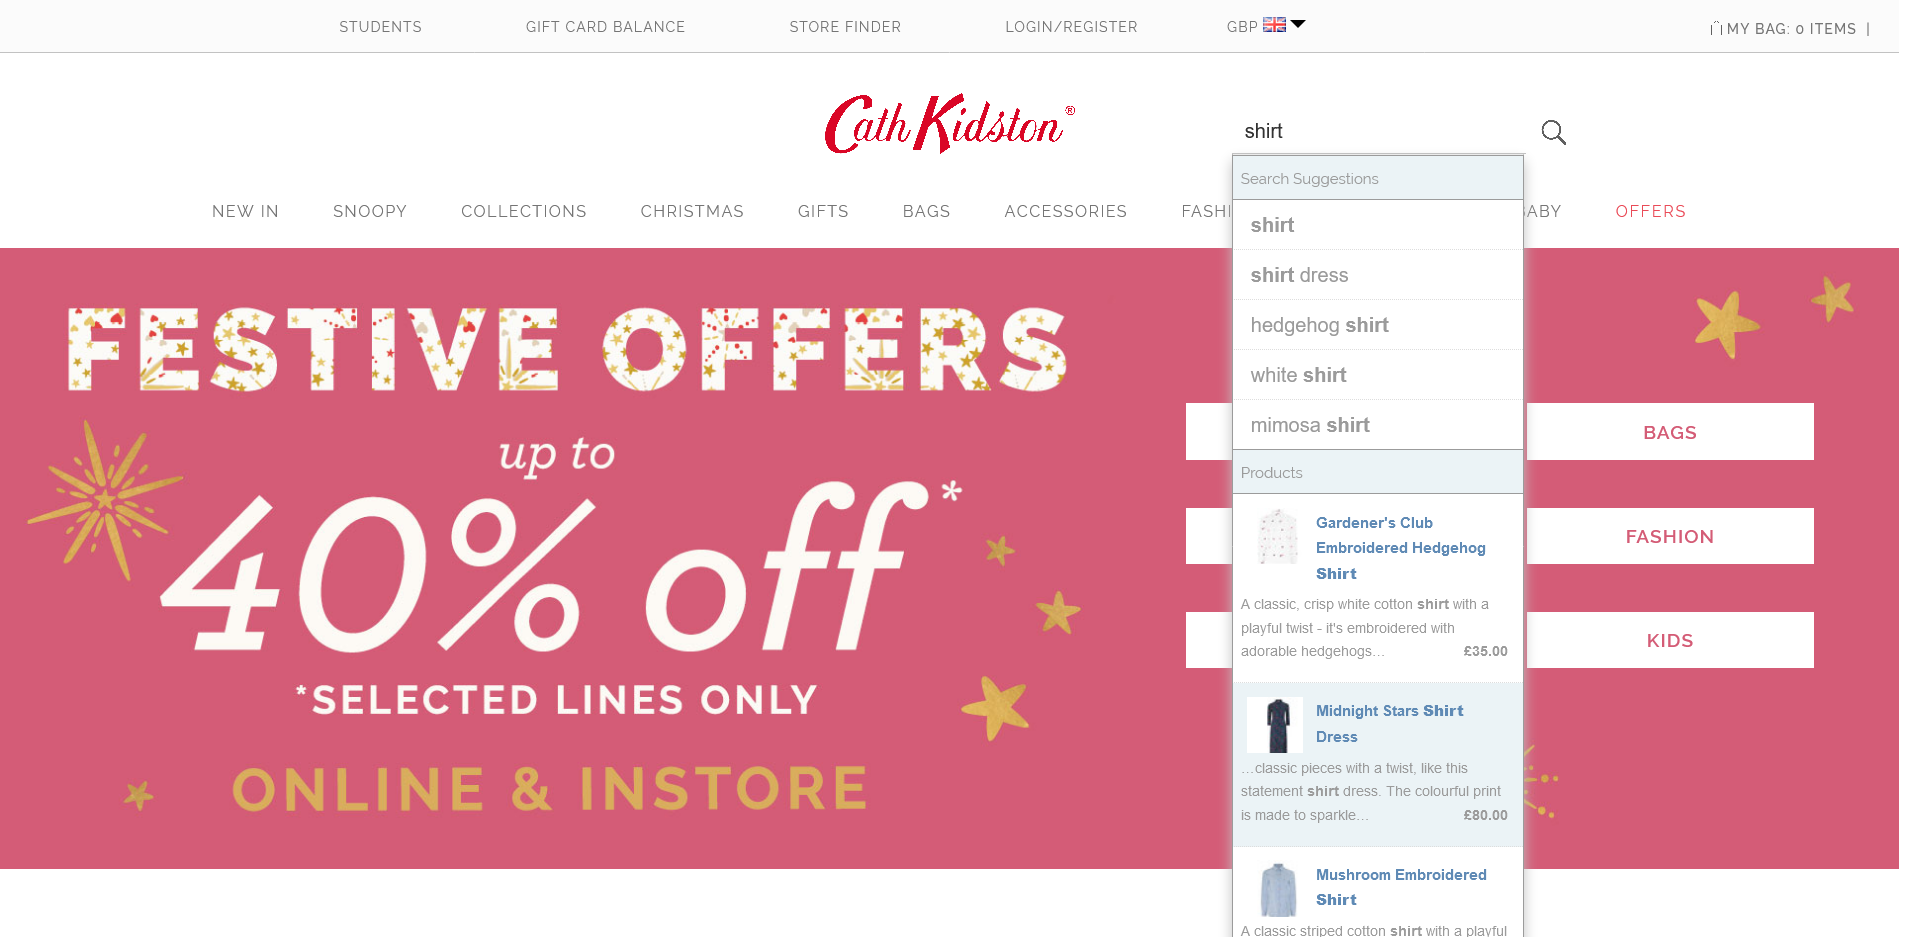 STUDENTS
GIFT CARD BALANCE
STORE FINDER
LOGIN/REGISTER
GBP
MY BAG: 0 ITEMS |
Cath Kidston®
shirt
NEW IN
SNOOPY
COLLECTIONS
CHRISTMAS
GIFTS
BAGS
ACCESSORIES
FASHI
ABY
OFFERS
FESTIVE OFFERS
up to
40% off*
*SELECTED LINES ONLY
ONLINE & INSTORE
BAGS
FASHION
KIDS
Search Suggestions
shirt
shirt dress
hedgehog shirt
white shirt
mimosa shirt
Products
Gardener's Club
Embroidered Hedgehog
Shirt
A classic, crisp white cotton shirt with a
playful twist - it's embroidered with
adorable hedgehogs... £35.00
Midnight Stars Shirt
Dress
...classic pieces with a twist, like this
statement shirt dress. The colourful print
is made to sparkle... £80.00
Mushroom Embroidered
Shirt
A classic striped cotton shirt with a playful